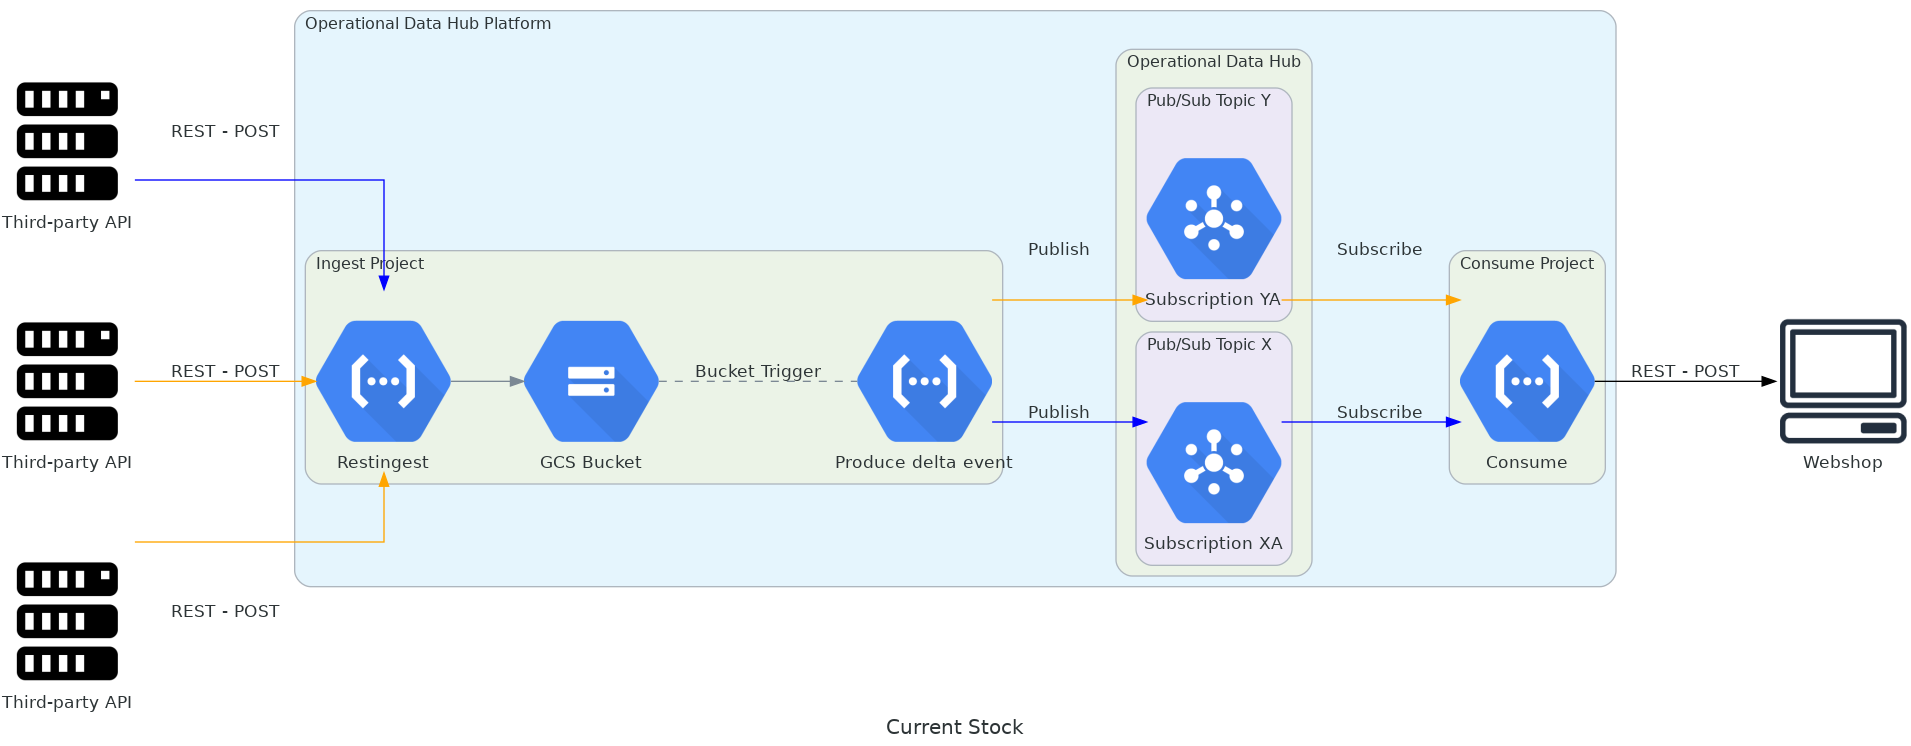 Operational Data Hub Platform
Operational Data Hub
Pub/Sub Topic Y
REST - POST
Third-party API
Publish
Subscribe
Ingest Project
Consume Project
Subscription YA
Pub/Sub Topic X
REST - POST
Bucket Trigger
REST - POST
Publish
Subscribe
Third-party API
Restingest
GCS Bucket
Produce delta event
Consume
Webshop
Subscription XA
REST - POST
Third-party API
Current Stock